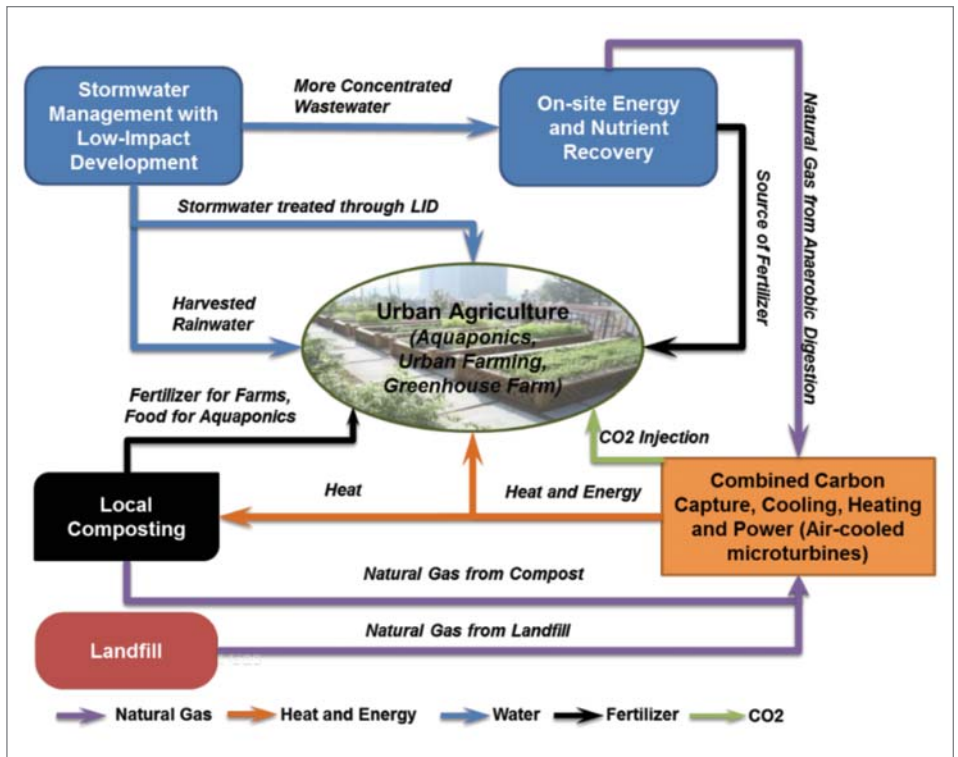 Stormwater
Management with
Low-Impact
Development
More Concentrated
Wastewater
On-site Energy
and Nutrient
Recovery
Natural Gas from Anaerobic Digestion
Source of Fertilizer
Stormwater treated through LID
Harvested
Rainwater
Urban Agriculture
(Aquaponics,
Urban Farming,
Greenhouse Farm)
Fertilizer for Farms,
Food for Aquaponics
CO2 Injection
Local
Composting
Heat
Heat and Energy
Combined Carbon
Capture, Cooling, Heating
and Power (Air-cooled
microturbines)
Natural Gas from Compost
Landfill
Natural Gas from Landfill
Natural Gas
Heat and Energy
Water
Fertilizer
CO2